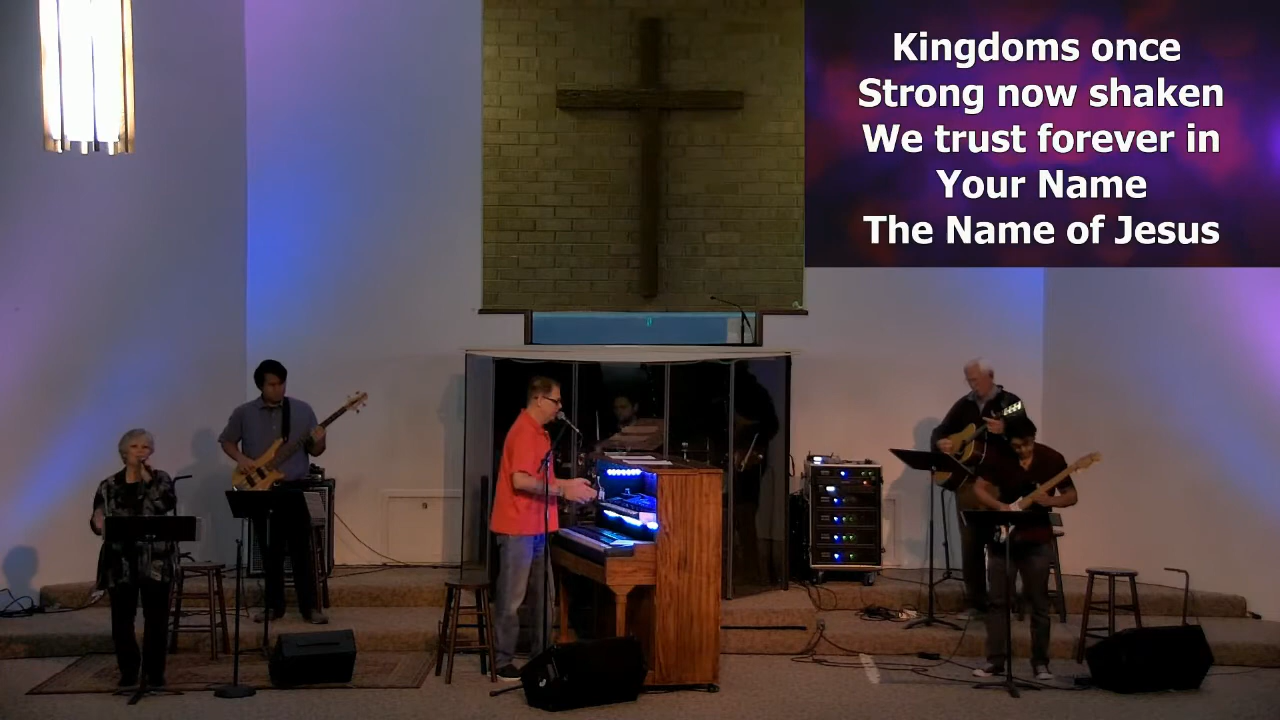 Kingdoms once
Strong now shaken
We trust forever in
Your Name
The Name of Jesus